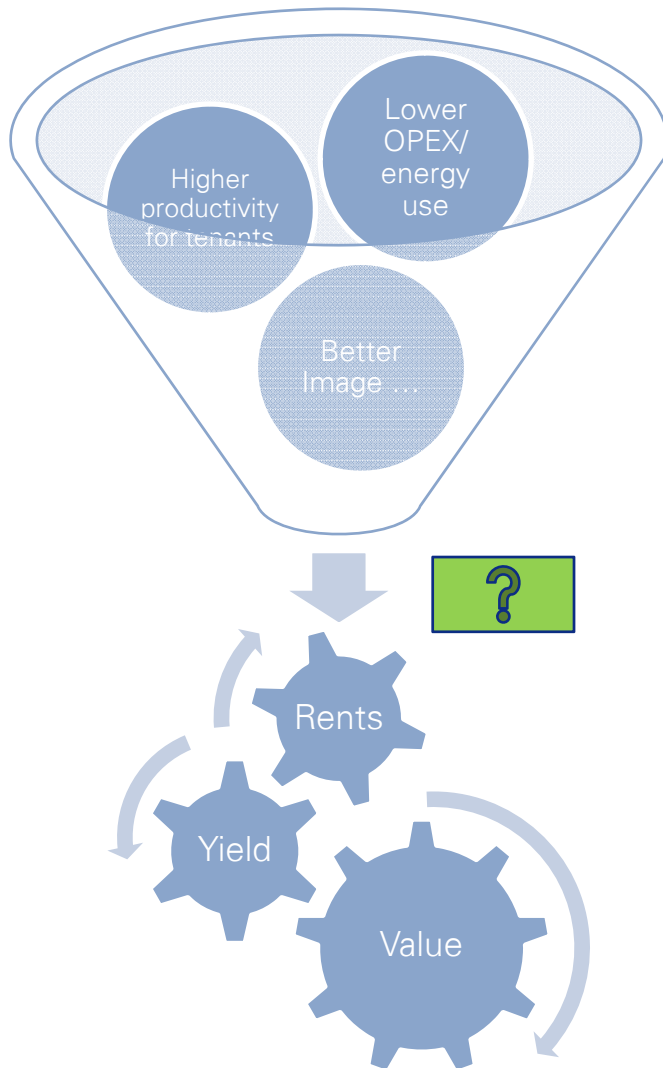 Lower
OPEX/
energy
use
Higher
productivity
for tenants
Better
Image …
?
Rents
Yield
Value